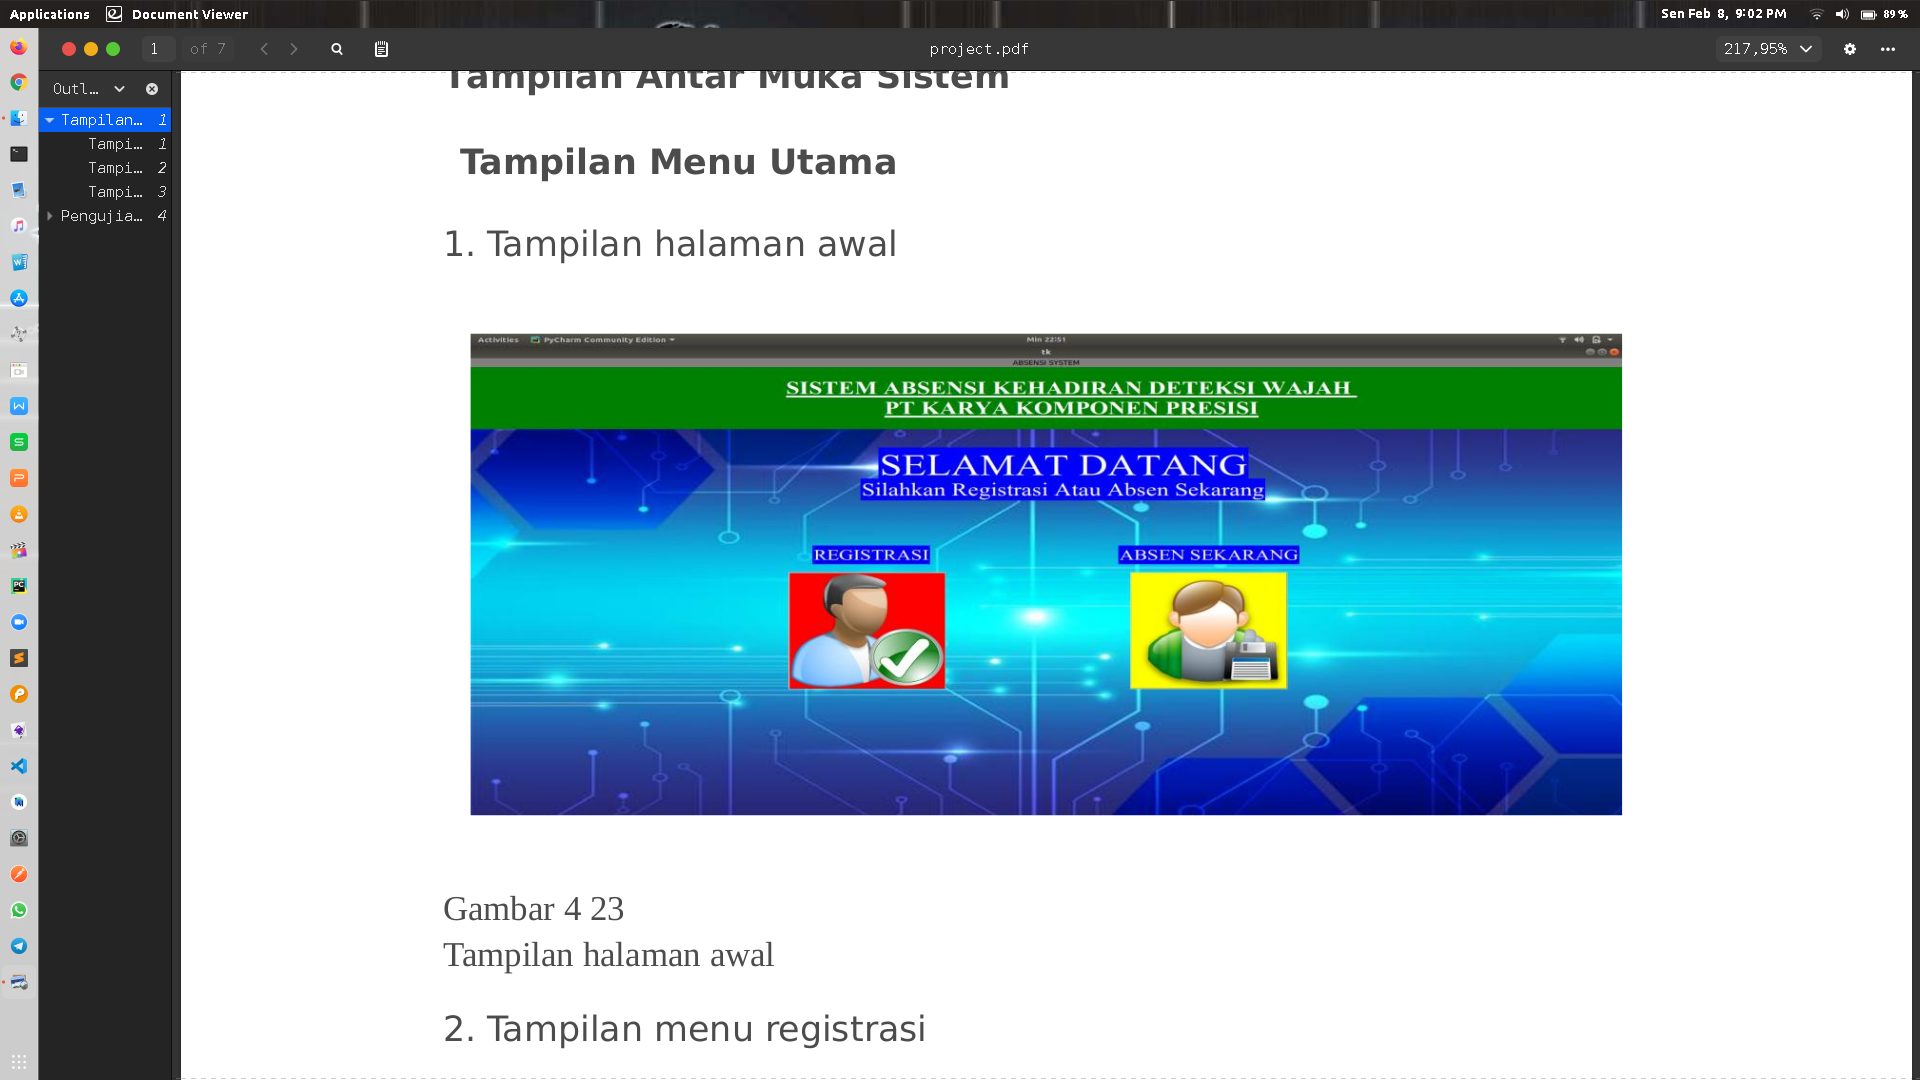 Applications Document Viewer Sen Feb 8, 9:02 PM 89 %
1 of 7 project.pdf 217,95%
Outl...
Tampilan... 1
Tampi... 1
Tampi... 2
Tampi... 3
Pengujia... 4
Tampilan Antar Muka Sistem
Tampilan Menu Utama
1. Tampilan halaman awal
Activities PyCharm Community Edition Min 22:51
tk
ABSENSI SYSTEM
SISTEM ABSENSI KEHADIRAN DETEKSI WAJAH
PT KARYA KOMPONEN PRESISI
SELAMAT DATANG
Silahkan Registrasi Atau Absen Sekarang
REGISTRASI ABSEN SEKARANG
Gambar 4 23
Tampilan halaman awal
2. Tampilan menu registrasi